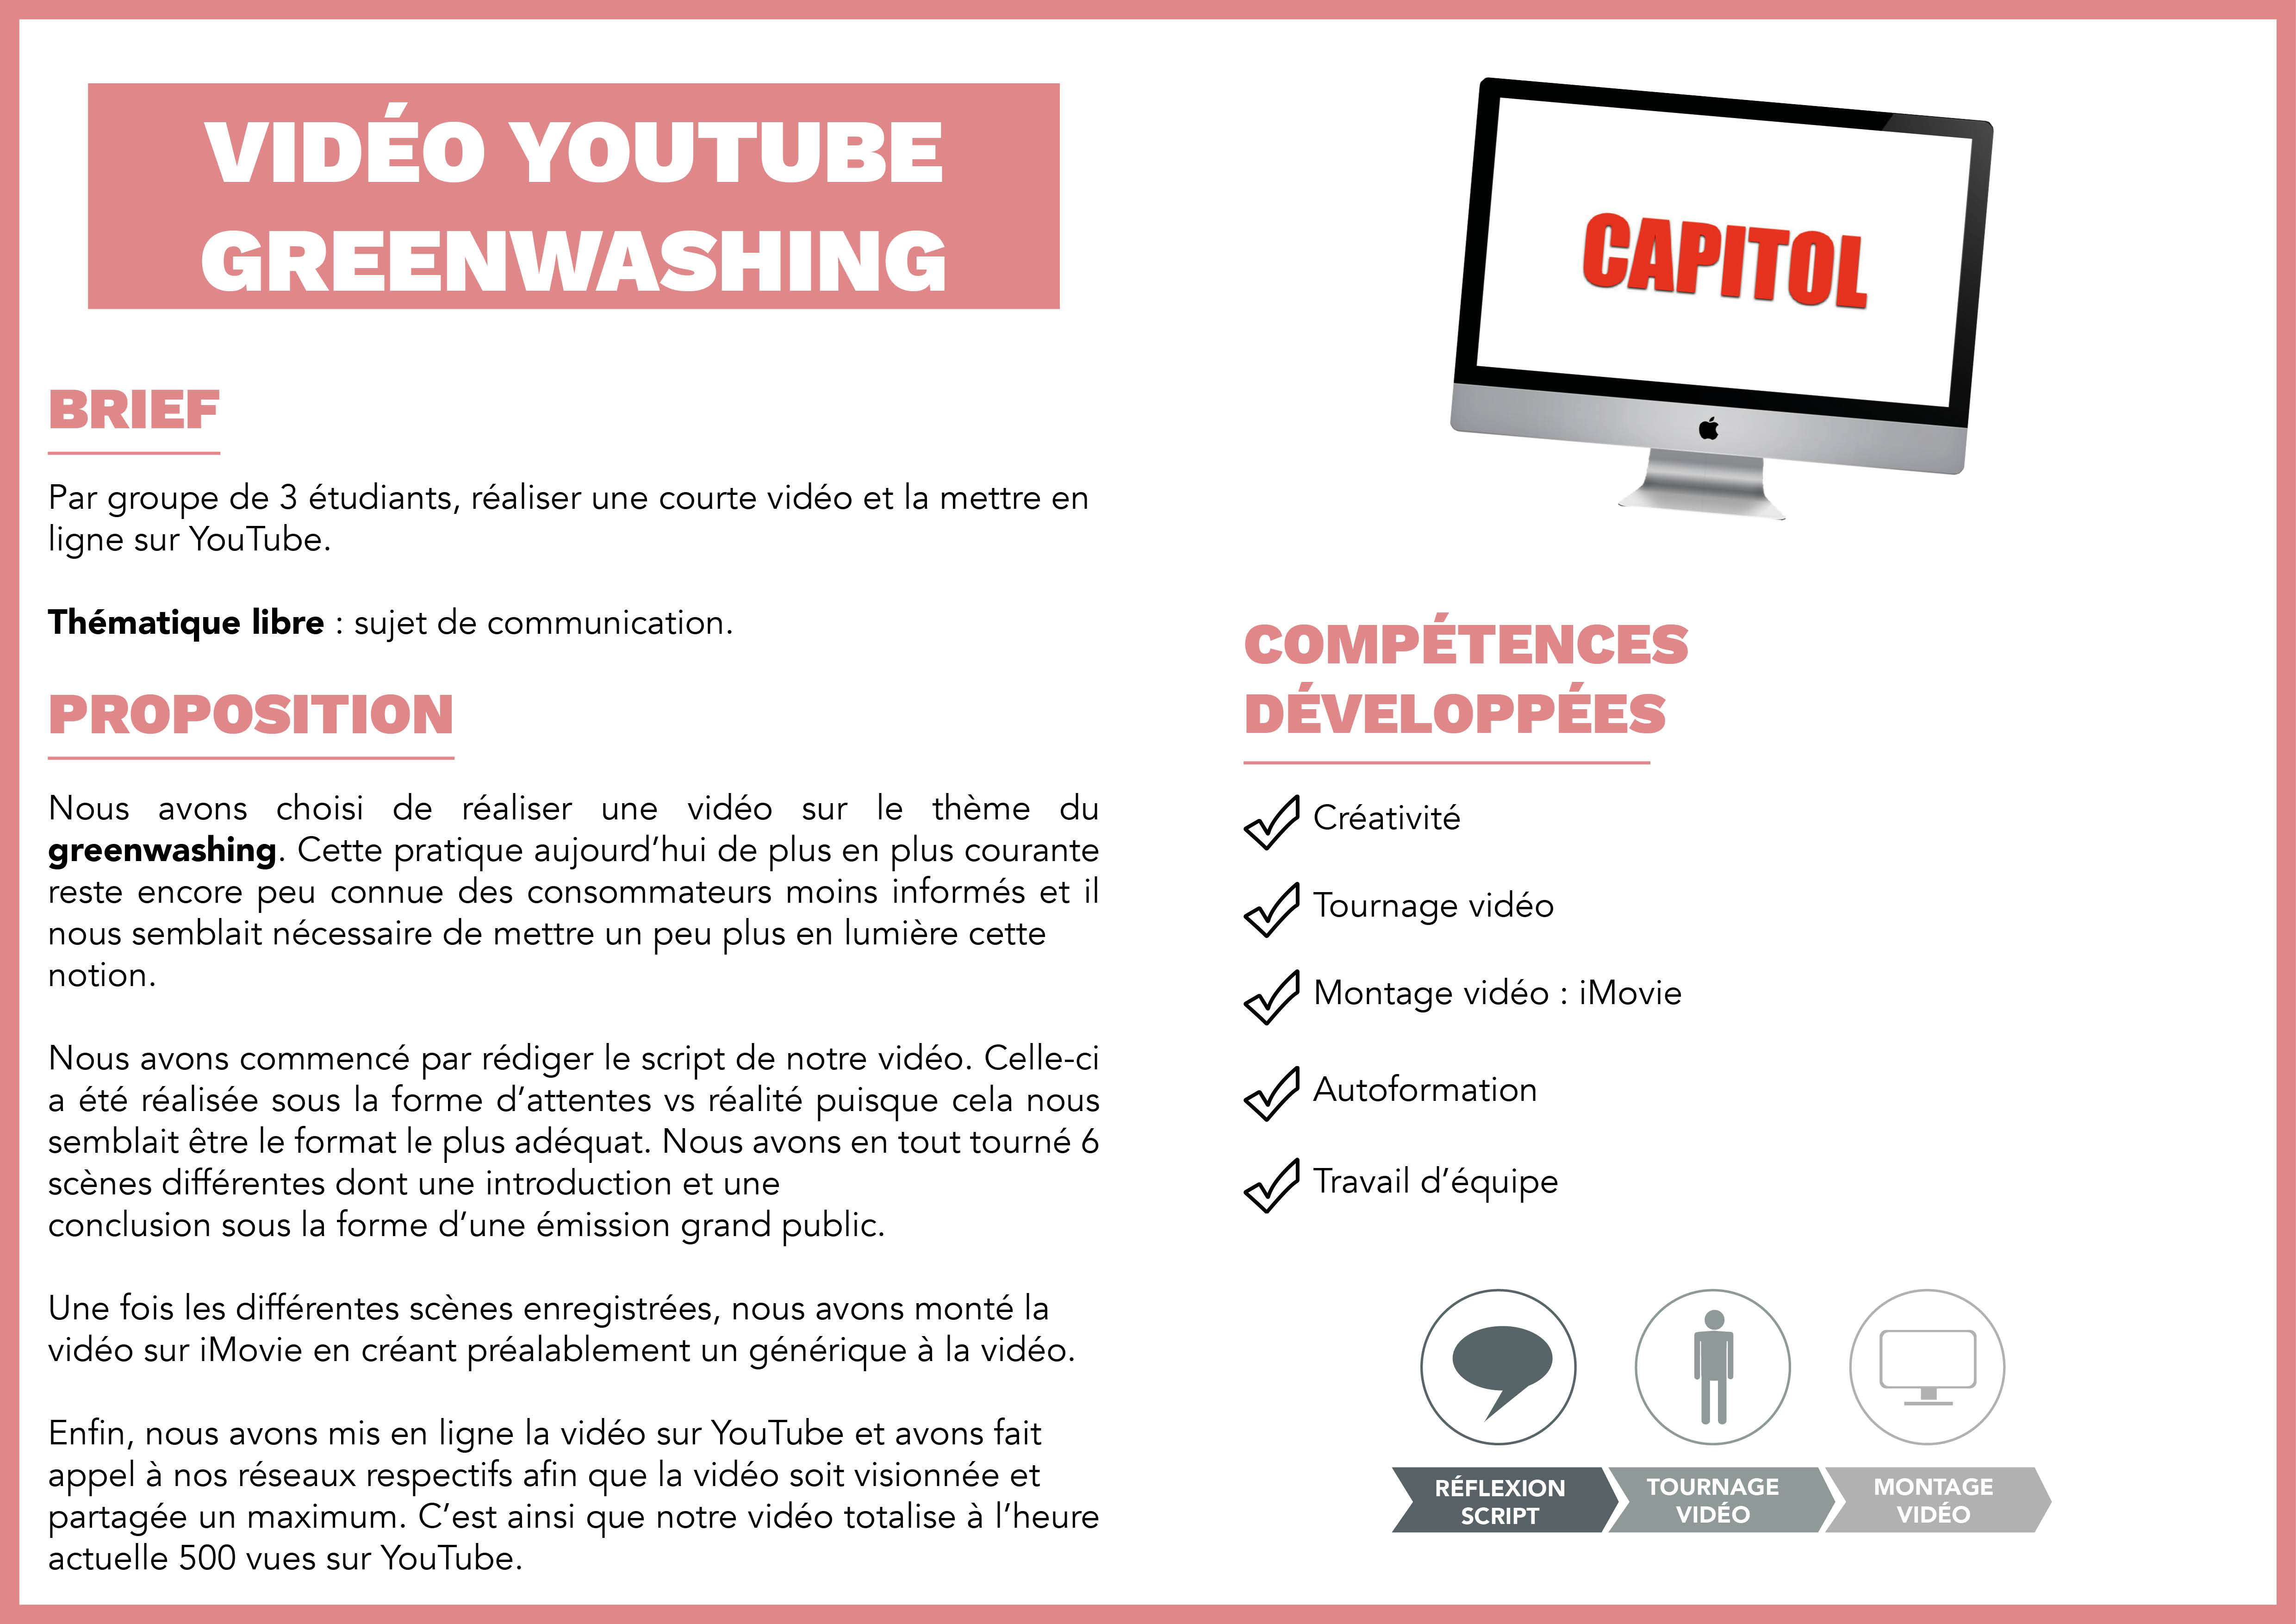 VIDÉO YOUTUBE
GREENWASHING
BRIEF
Par groupe de 3 étudiants, réaliser une courte vidéo et la mettre en
ligne sur YouTube.
Thématique libre : sujet de communication.
PROPOSITION
Nous avons choisi de réaliser une vidéo sur le thème du
greenwashing. Cette pratique aujourd’hui de plus en plus courante
reste encore peu connue des consommateurs moins informés et il
nous semblait nécessaire de mettre un peu plus en lumière cette
notion.
Nous avons commencé par rédiger le script de notre vidéo. Celle-ci
a été réalisée sous la forme d’attentes vs réalité puisque cela nous
semblait être le format le plus adéquat. Nous avons en tout tourné 6
scènes différentes dont une introduction et une
conclusion sous la forme d’une émission grand public.
Une fois les différentes scènes enregistrées, nous avons monté la
vidéo sur iMovie en créant préalablement un générique à la vidéo.
Enfin, nous avons mis en ligne la vidéo sur YouTube et avons fait
appel à nos réseaux respectifs afin que la vidéo soit visionnée et
partagée un maximum. C’est ainsi que notre vidéo totalise à l’heure
actuelle 500 vues sur YouTube.
CAPITOL
COMPÉTENCES
DÉVELOPPÉES
Créativité
Tournage vidéo
Montage vidéo : iMovie
Autoformation
Travail d’équipe
RÉFLEXION
SCRIPT
TOURNAGE
VIDÉO
MONTAGE
VIDÉO